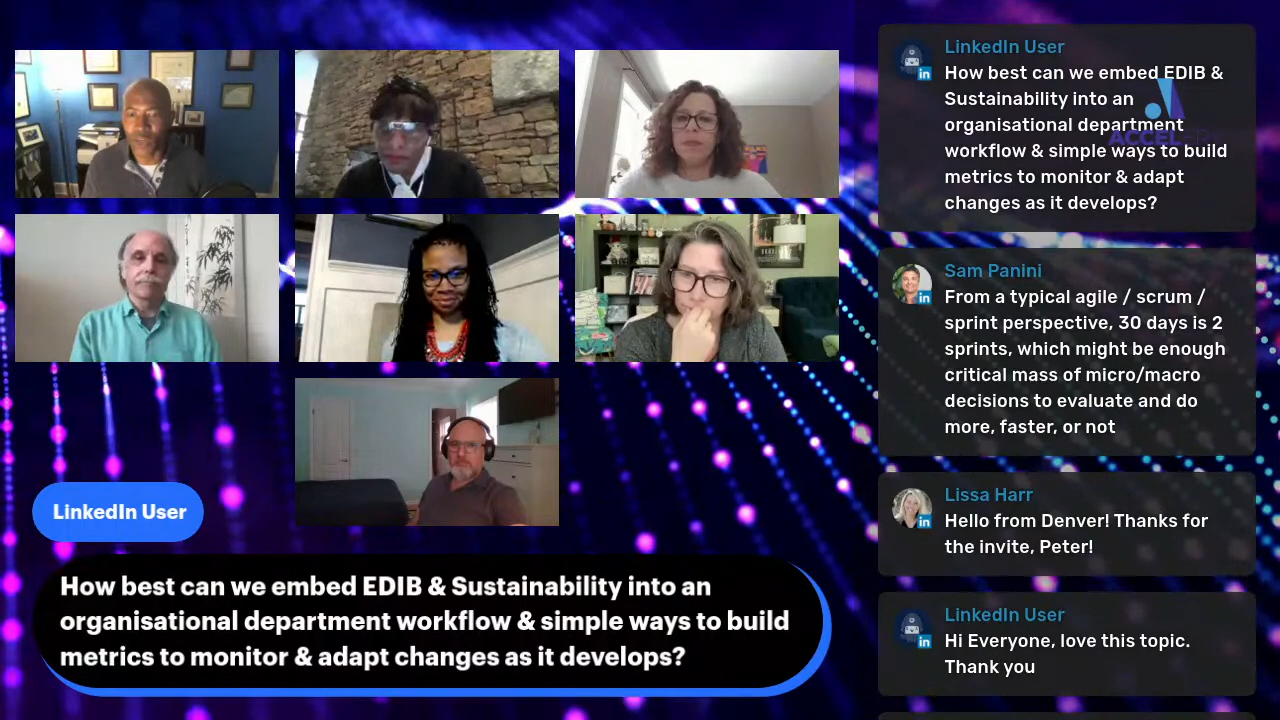 LinkedIn User
How best can we embed EDIB &
Sustainability into an
organisational department
workflow & simple ways to build
metrics to monitor & adapt
changes as it develops?
Sam Panini
From a typical agile / scrum /
sprint perspective, 30 days is 2
sprints, which might be enough
critical mass of micro/macro
decisions to evaluate and do
more, faster, or not
Lissa Harr
Hello from Denver! Thanks for
the invite, Peter!
LinkedIn User
Hi Everyone, love this topic.
Thank you
LinkedIn User
How best can we embed EDIB & Sustainability into an
organisational department workflow & simple ways to build
metrics to monitor & adapt changes as it develops?